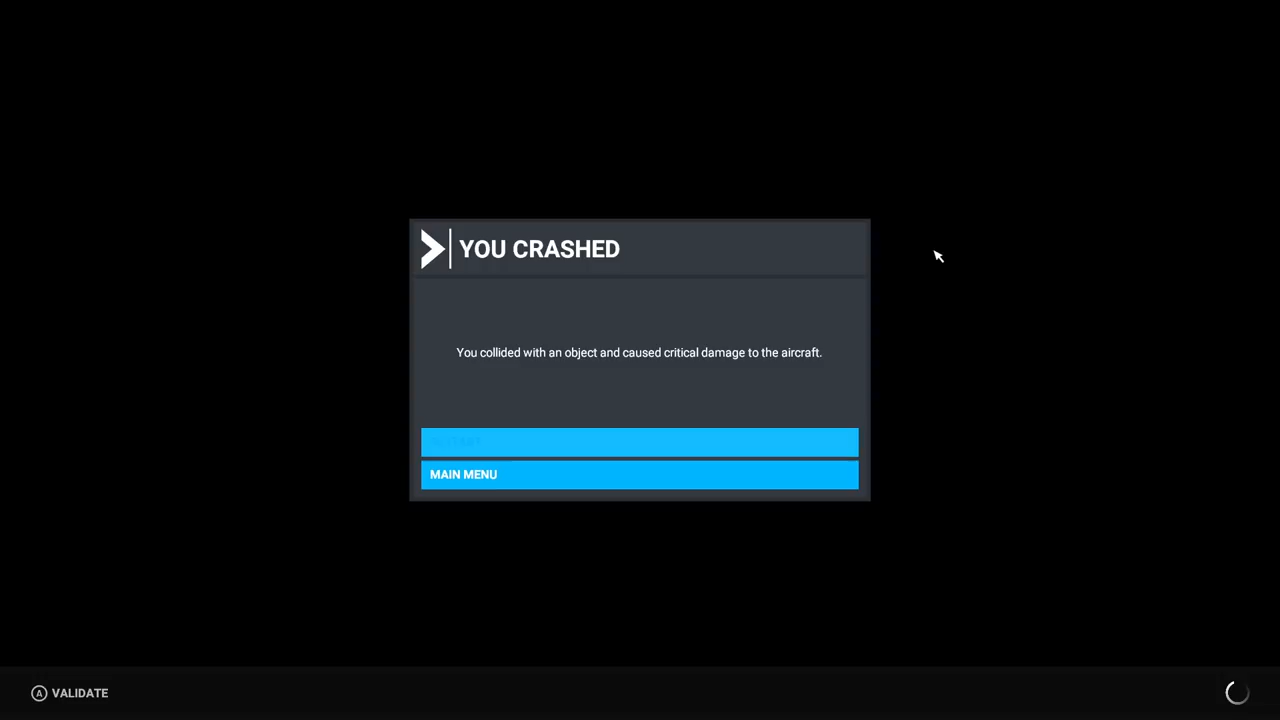 YOU CRASHED
You collided with an object and caused critical damage to the aircraft.
MAIN MENU
A VALIDATE